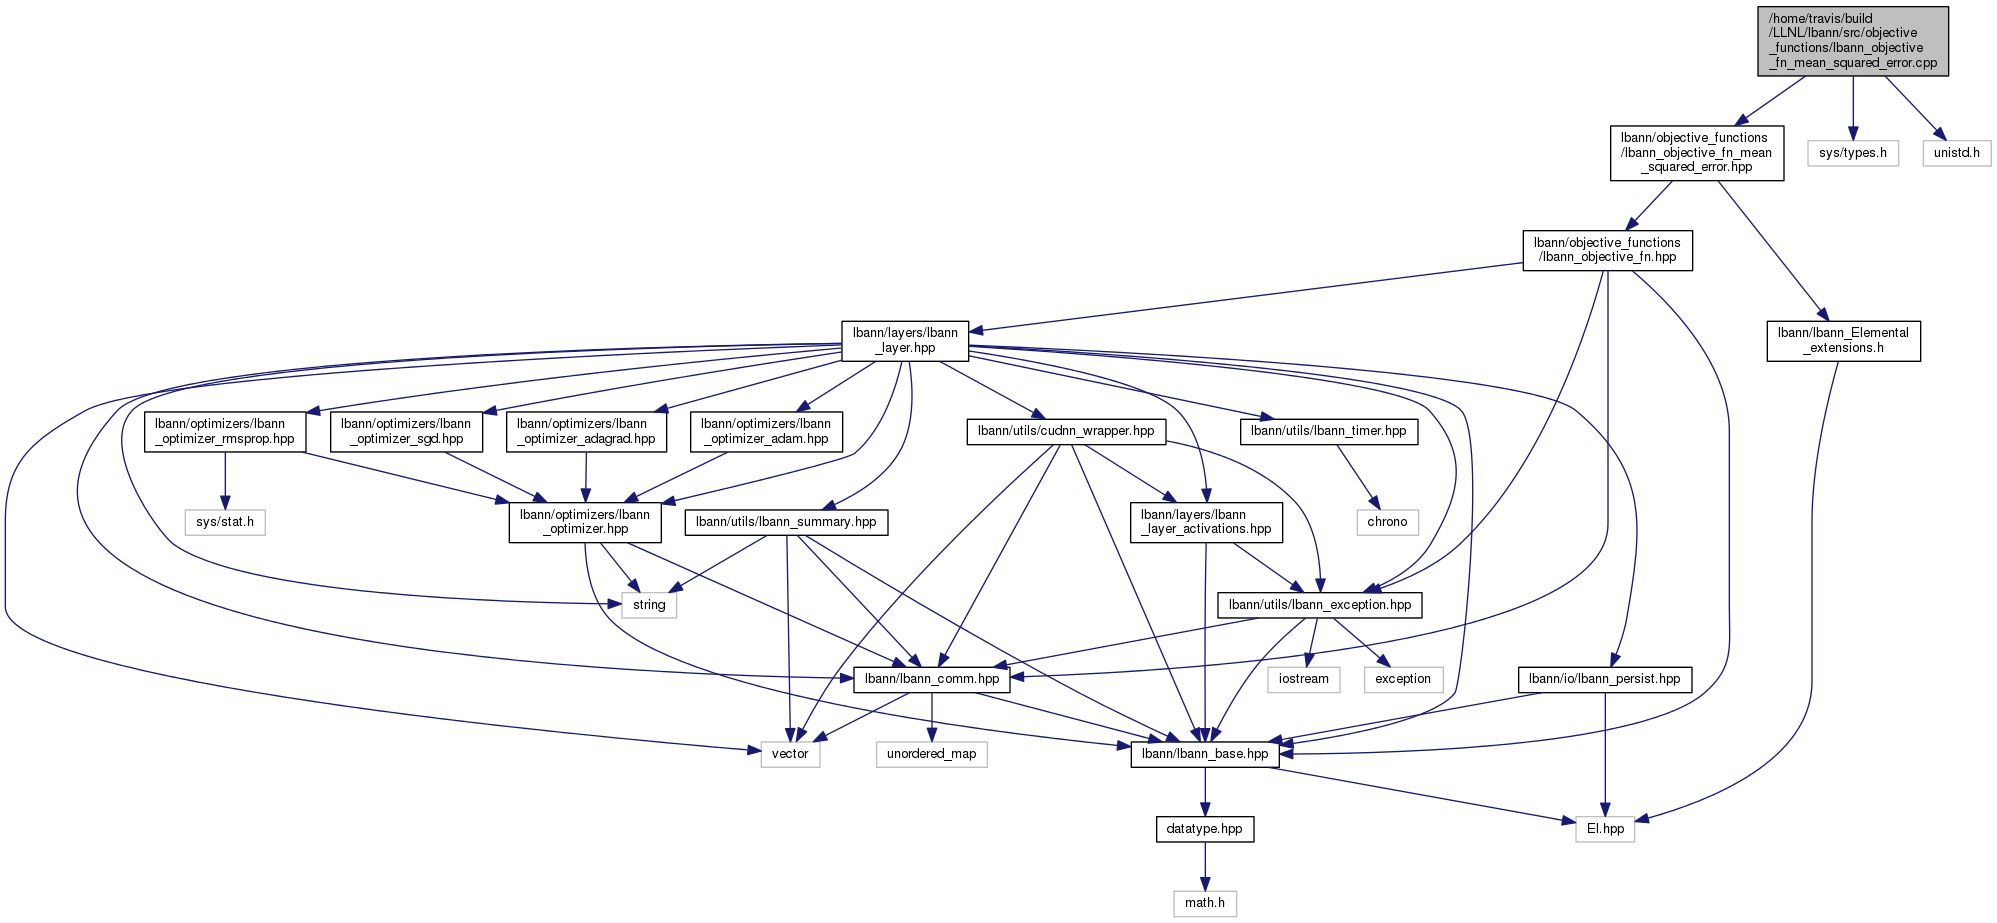 /home/travis/build
/LLNL/lbann/src/objective
_functions/lbann_objective
_fn_mean_squared_error.cpp
lbann/objective_functions
/lbann_objective_fn_mean
_squared_error.hpp
sys/types.h
unistd.h
lbann/objective_functions
/lbann_objective_fn.hpp
lbann/layers/lbann
_layer.hpp
lbann/lbann_Elemental
_extensions.h
lbann/optimizers/lbann
_optimizer_rmsprop.hpp
lbann/optimizers/lbann
_optimizer_sgd.hpp
lbann/optimizers/lbann
_optimizer_adagrad.hpp
lbann/optimizers/lbann
_optimizer_adam.hpp
lbann/utils/cudnn_wrapper.hpp
lbann/utils/lbann_timer.hpp
sys/stat.h
lbann/optimizers/lbann
_optimizer.hpp
lbann/utils/lbann_summary.hpp
lbann/layers/lbann
_layer_activations.hpp
chrono
string
lbann/utils/lbann_exception.hpp
lbann/lbann_comm.hpp
iostream
exception
lbann/io/lbann_persist.hpp
vector
unordered_map
lbann/lbann_base.hpp
datatype.hpp
El.hpp
math.h